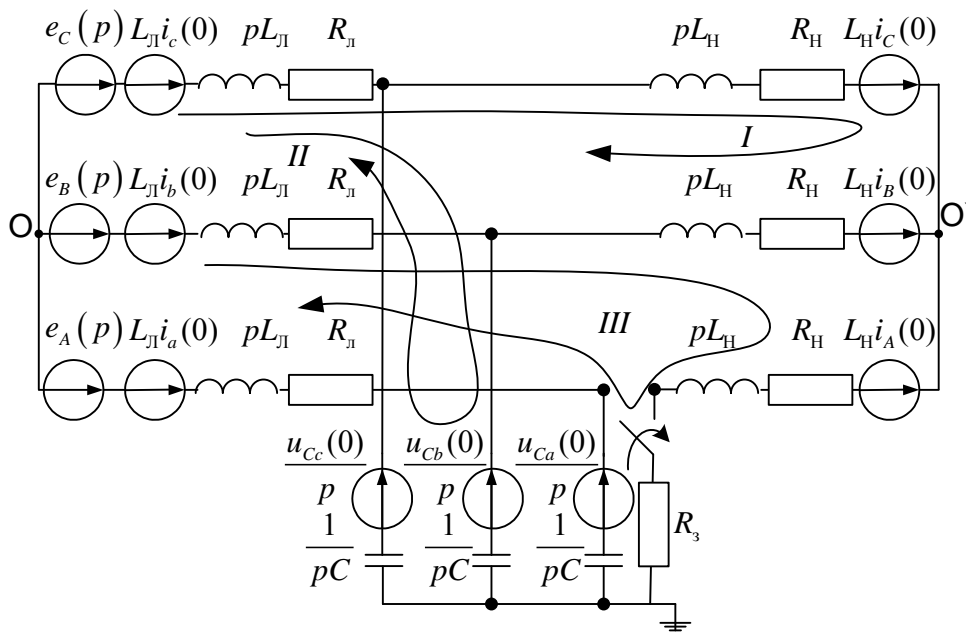 e_C(p) L_Л i_c(0) pL_Л R_л pL_Н R_Н L_Н i_C(0)
I
II
e_B(p) L_Л i_b(0) pL_Л R_л pL_Н R_Н L_Н i_B(0)
O O'
III
e_A(p) L_Л i_a(0) pL_Л R_л pL_Н R_Н L_Н i_A(0)
u_Cc(0) u_Cb(0) u_Ca(0)
p p p
1 1 1 R_з
pC pC pC